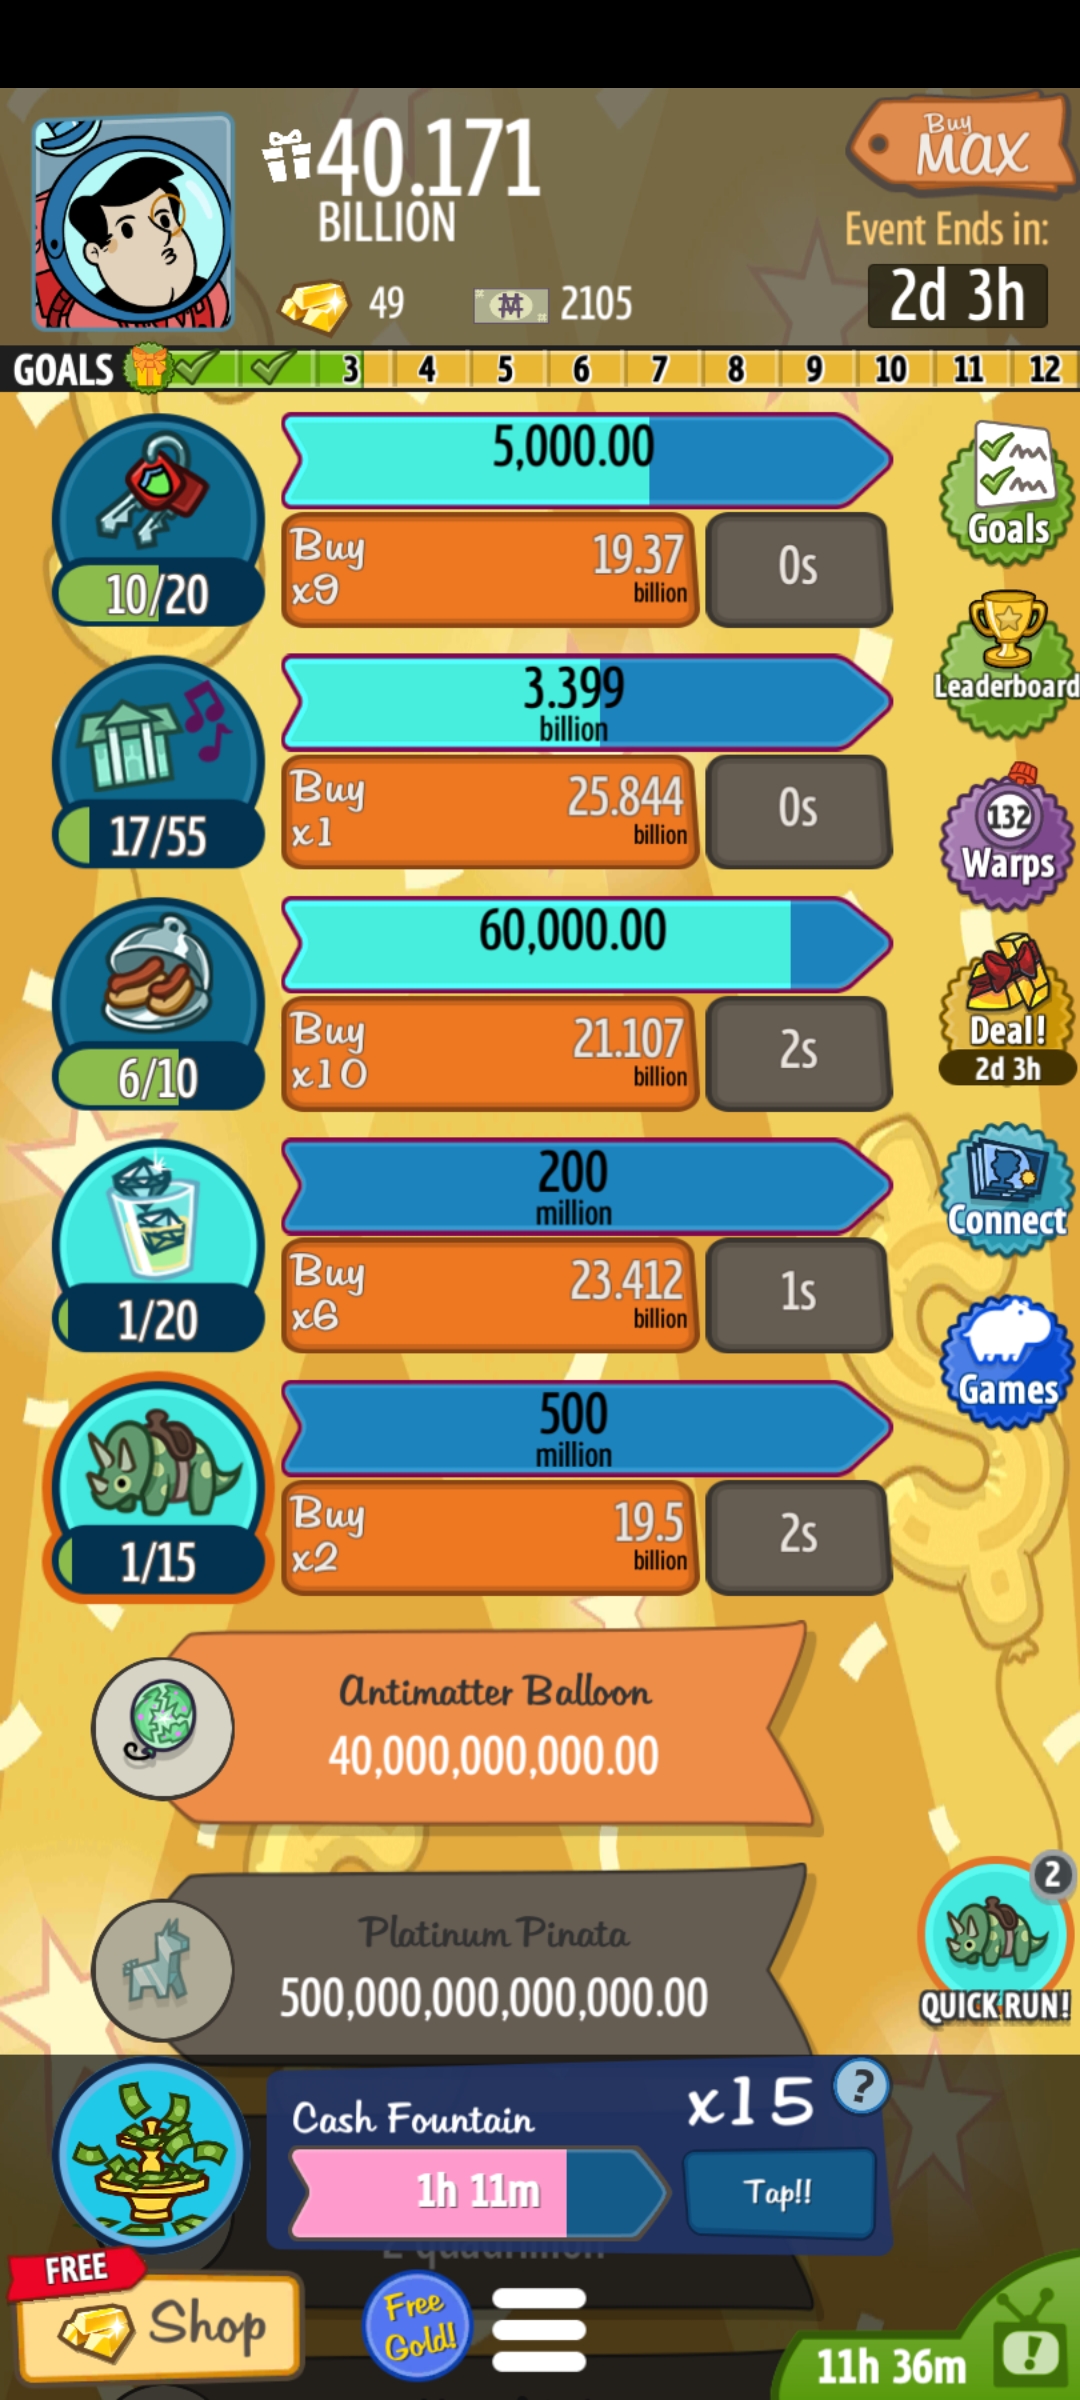 40.171
BILLION
Buy
MAX
Event Ends in:
2d 3h
49
2105
GOALS 3 4 5 6 7 8 9 10 11 12
5,000.00
10/20
Buy
x9
19.37
billion
0s
Goals
Leaderboard
3.399
billion
17/55
Buy
x1
25.844
billion
0s
132
Warps
60,000.00
6/10
Buy
x10
21.107
billion
2s
Deal!
2d 3h
200
million
1/20
Buy
x6
23.412
billion
1s
Connect
Games
500
million
1/15
Buy
x2
19.5
billion
2s
Antimatter Balloon
40,000,000,000.00
Platinum Pinata
500,000,000,000,000.00
2
QUICK RUN!
Cash Fountain
x15
?
1h 11m
Tap!!
FREE
Shop
Free
Gold!
11h 36m